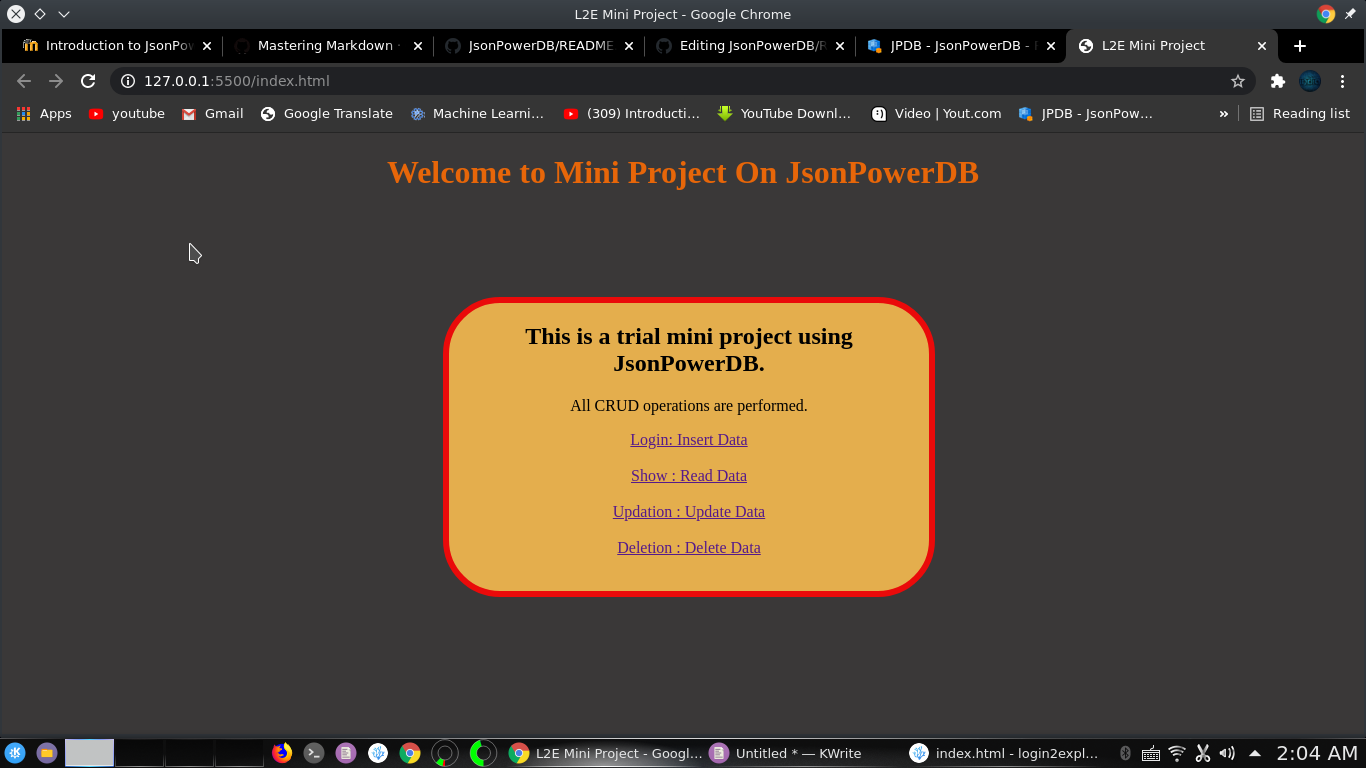 L2E Mini Project - Google Chrome
Introduction to JsonPow
Mastering Markdown ·
JsonPowerDB/README
Editing JsonPowerDB/R
JPDB - JsonPowerDB -
L2E Mini Project
127.0.0.1:5500/index.html
Apps
youtube
Gmail
Google Translate
Machine Learni...
(309) Introducti...
YouTube Downl...
Video | Yout.com
JPDB - JsonPow...
»
Reading list
Welcome to Mini Project On JsonPowerDB
This is a trial mini project using
JsonPowerDB.
All CRUD operations are performed.
Login: Insert Data
Show : Read Data
Updation : Update Data
Deletion : Delete Data
L2E Mini Project - Googl...
Untitled * — KWrite
index.html - login2expl...
2:04 AM